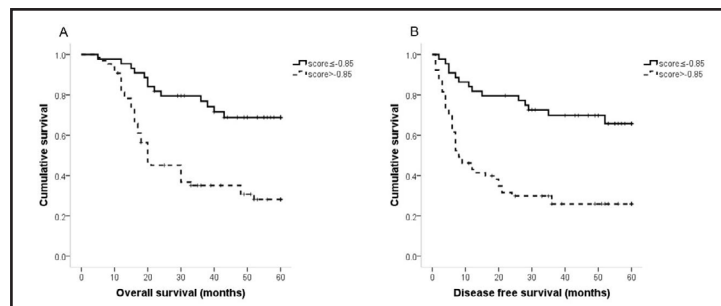 A
score≤-0.85
score>-0.85
Cumulative survival
1.0
0.8
0.6
0.4
0.2
0.0
0 10 20 30 40 50 60
Overall survival (months)
B
score≤-0.85
score>-0.85
Cumulative survival
1.0
0.8
0.6
0.4
0.2
0.0
0 10 20 30 40 50 60
Disease free survival (months)